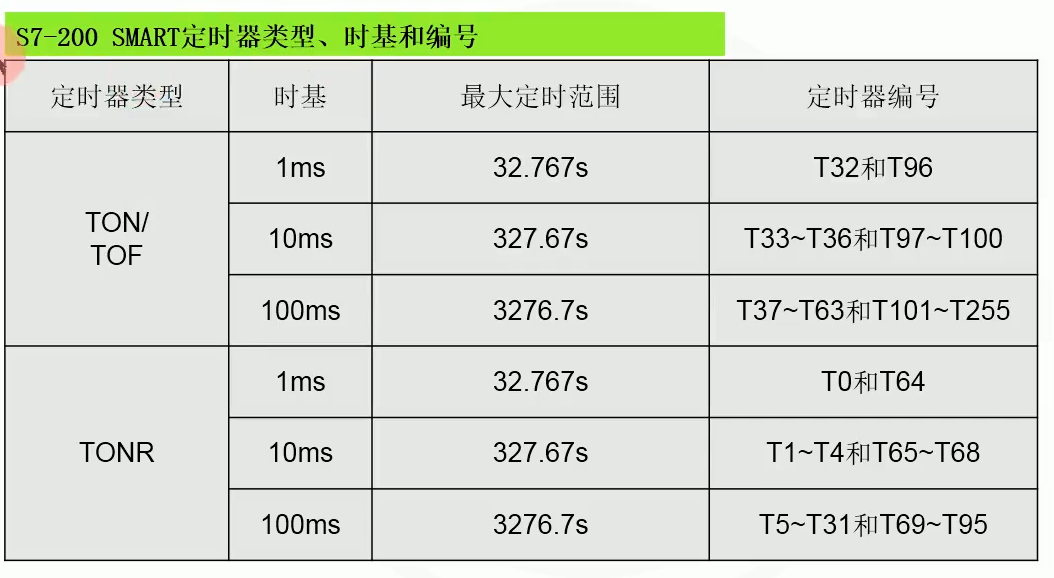 S7-200 SMART定时器类型、时基和编号
定时器类型 时基 最大定时范围 定时器编号
TON/
TOF
1ms 32.767s T32和T96
10ms 327.67s T33~T36和T97~T100
100ms 3276.7s T37~T63和T101~T255
TONR
1ms 32.767s T0和T64
10ms 327.67s T1~T4和T65~T68
100ms 3276.7s T5~T31和T69~T95